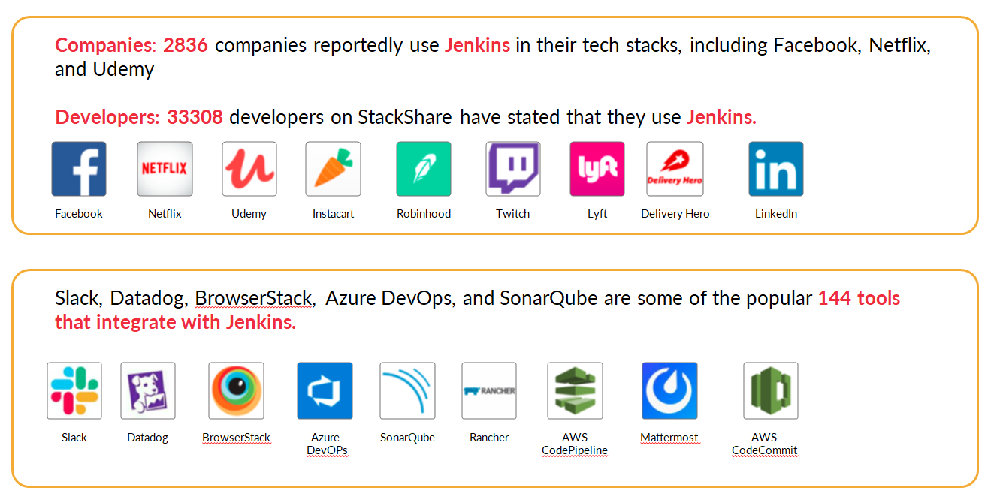 Companies: 2836 companies reportedly use Jenkins in their tech stacks, including Facebook, Netflix,
and Udemy
Developers: 33308 developers on StackShare have stated that they use Jenkins.
NETFLIX
lyft
Delivery Hero
in
Facebook
Netflix
Udemy
Instacart
Robinhood
Twitch
Lyft
Delivery Hero
LinkedIn
Slack, Datadog, BrowserStack, Azure DevOps, and SonarQube are some of the popular 144 tools
that integrate with Jenkins.
RANCHER
Slack
Datadog
BrowserStack
Azure
DevOPs
SonarQube
Rancher
AWS
CodePipeline
Mattermost
AWS
CodeCommit